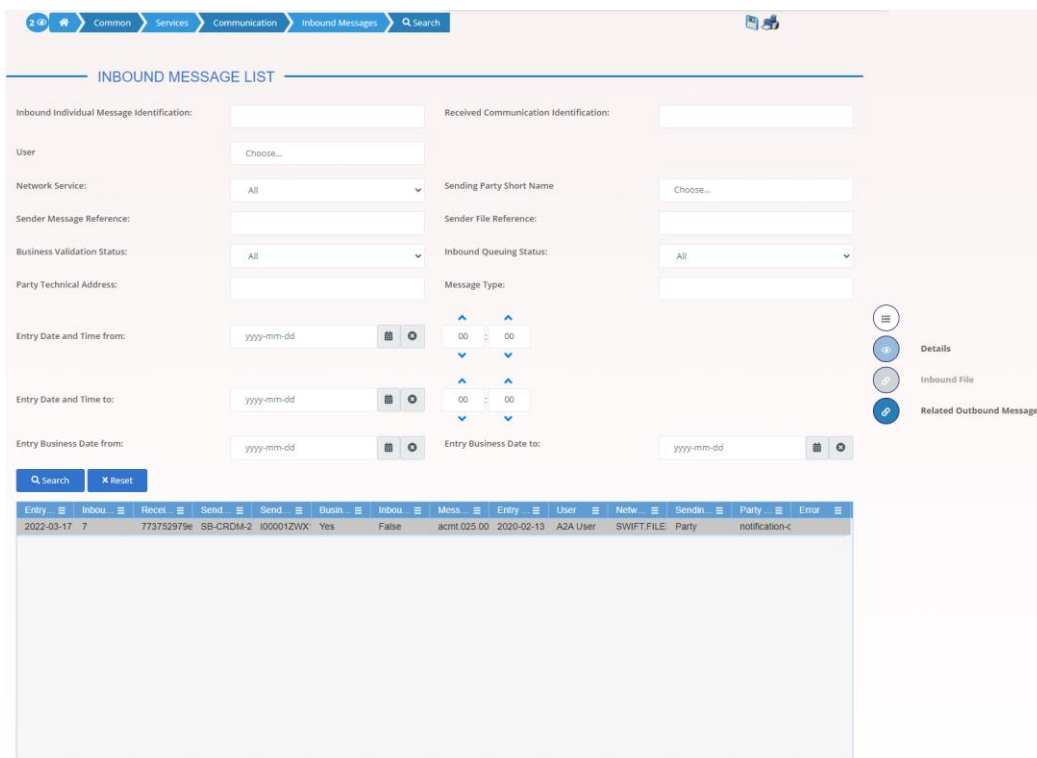 2 Common Services Communication Inbound Messages Search
INBOUND MESSAGE LIST
Inbound Individual Message Identification: Received Communication Identification:
User Choose...
Network Service: All Sending Party Short Name Choose...
Sender Message Reference: Sender File Reference:
Business Validation Status: All Inbound Queuing Status: All
Party Technical Address: Message Type:
Entry Date and Time from: yyyy-mm-dd 00 : 00
Details
Inbound File
Entry Date and Time to: yyyy-mm-dd 00 : 00
Related Outbound Message
Entry Business Date from: yyyy-mm-dd Entry Business Date to: yyyy-mm-dd
Search Reset
Entry... Inbou... Recei... Send... Send... Busin... Inbou... Mess... Entry ... User Netw... Sendin... Party ... Error
2022-03-17 7 773752979e SB-CRDM-2 I00001ZWX Yes False acmt.025.00 2020-02-13 A2A User SWIFT.FILE Party notification-c